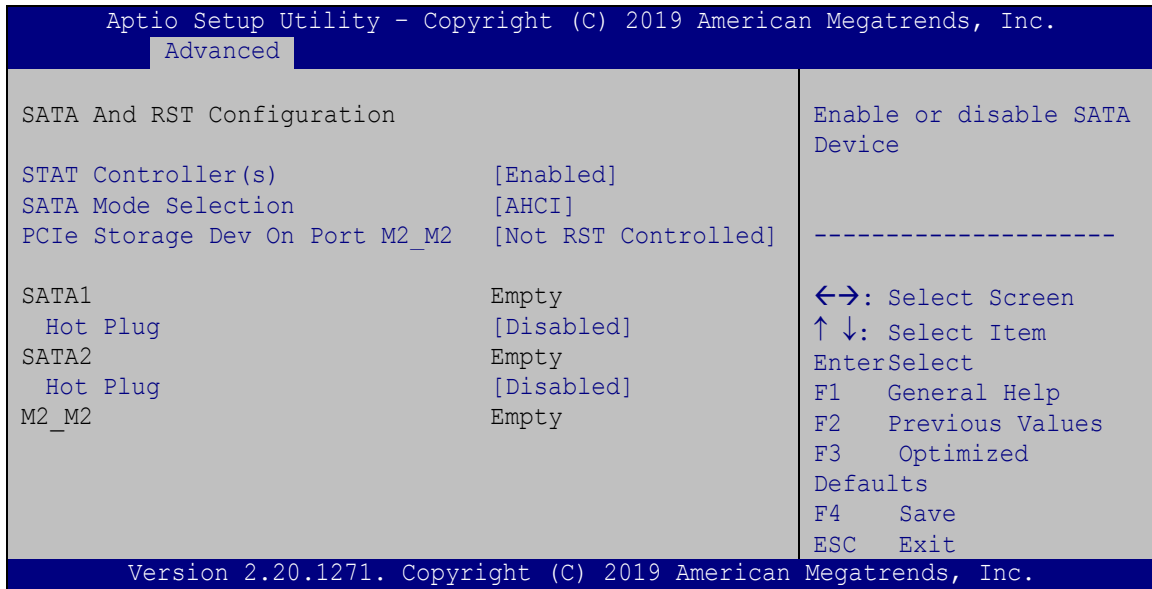 Aptio Setup Utility – Copyright (C) 2019 American Megatrends, Inc.
Advanced
SATA And RST Configuration
STAT Controller(s) [Enabled]
SATA Mode Selection [AHCI]
PCIe Storage Dev On Port M2_M2 [Not RST Controlled]
SATA1 Empty
Hot Plug [Disabled]
SATA2 Empty
Hot Plug [Disabled]
M2_M2 Empty
Enable or disable SATA
Device
---------------------
←→: Select Screen
↑ ↓: Select Item
EnterSelect
F1 General Help
F2 Previous Values
F3 Optimized
Defaults
F4 Save
ESC Exit
Version 2.20.1271. Copyright (C) 2019 American Megatrends, Inc.